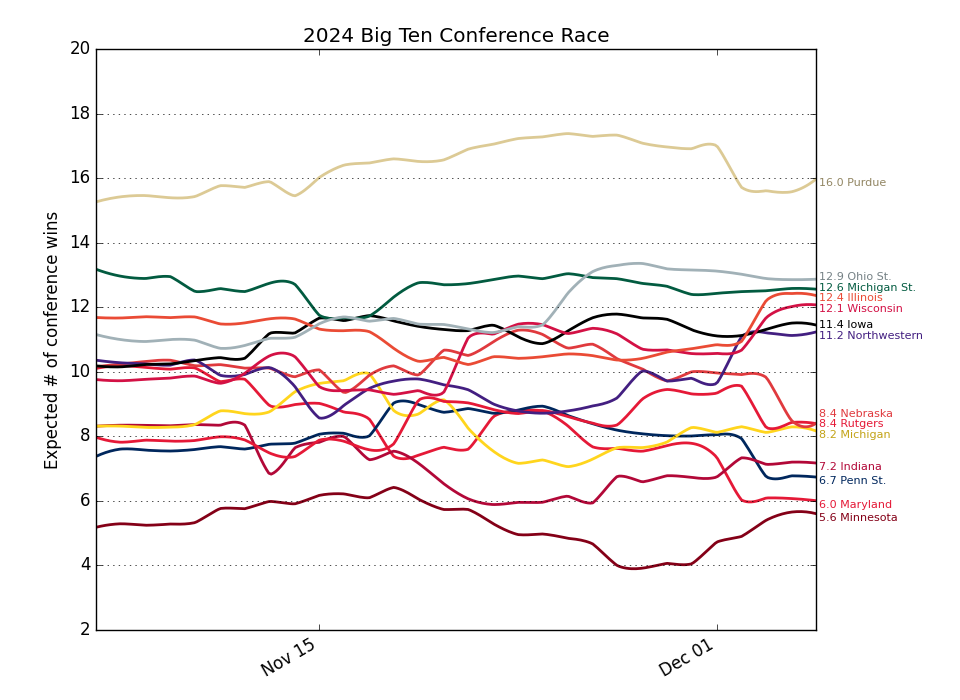 2024 Big Ten Conference Race
Expected # of conference wins
20
18
16
14
12
10
8
6
4
2
Nov 15
Dec 01
16.0 Purdue
12.9 Ohio St.
12.6 Michigan St.
12.4 Illinois
12.1 Wisconsin
11.4 Iowa
11.2 Northwestern
8.4 Nebraska
8.4 Rutgers
8.2 Michigan
7.2 Indiana
6.7 Penn St.
6.0 Maryland
5.6 Minnesota